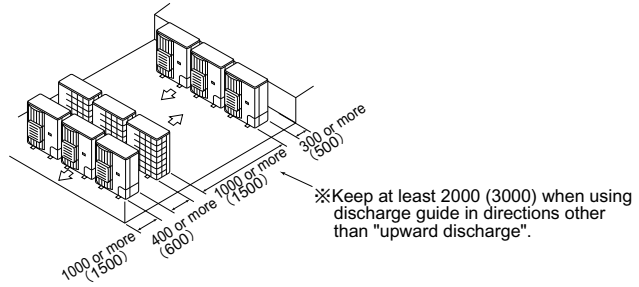 300 or more
(500)
1000 or more
(1500)
400 or more
(600)
1000 or more
(1500)
※Keep at least 2000 (3000) when using
discharge guide in directions other
than "upward discharge".